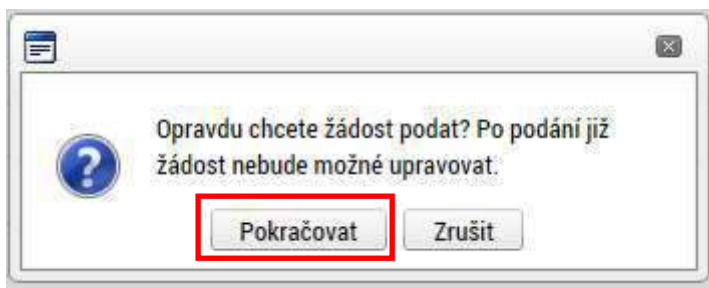 Opravdu chcete žádost podat? Po podání již
žádost nebude možné upravovat.
Pokračovat
Zrušit